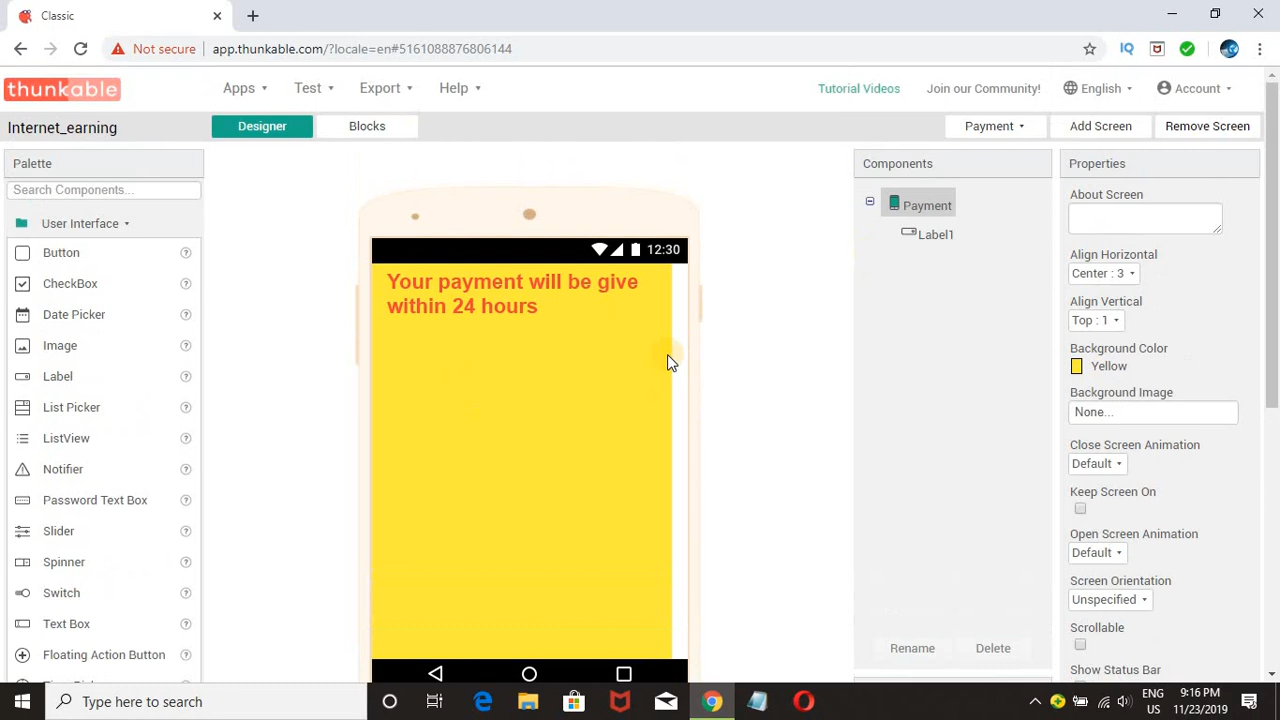 Classic
Not secure
app.thunkable.com/?locale=en#5161088876806144
IQ
thunkable
Apps
Test
Export
Help
Tutorial Videos
Join our Community!
English
Account
Internet_earning
Designer
Blocks
Payment
Add Screen
Remove Screen
Palette
Search Components...
User Interface
Button
CheckBox
Date Picker
Image
Label
List Picker
ListView
Notifier
Password Text Box
Slider
Spinner
Switch
Text Box
Floating Action Button
12:30
Your payment will be give
within 24 hours
Components
Payment
Label1
Rename
Delete
Properties
About Screen
Align Horizontal
Center : 3
Align Vertical
Top : 1
Background Color
Yellow
Background Image
None...
Close Screen Animation
Default
Keep Screen On
Open Screen Animation
Default
Screen Orientation
Unspecified
Scrollable
Show Status Bar
Type here to search
ENG
US
9:16 PM
11/23/2019